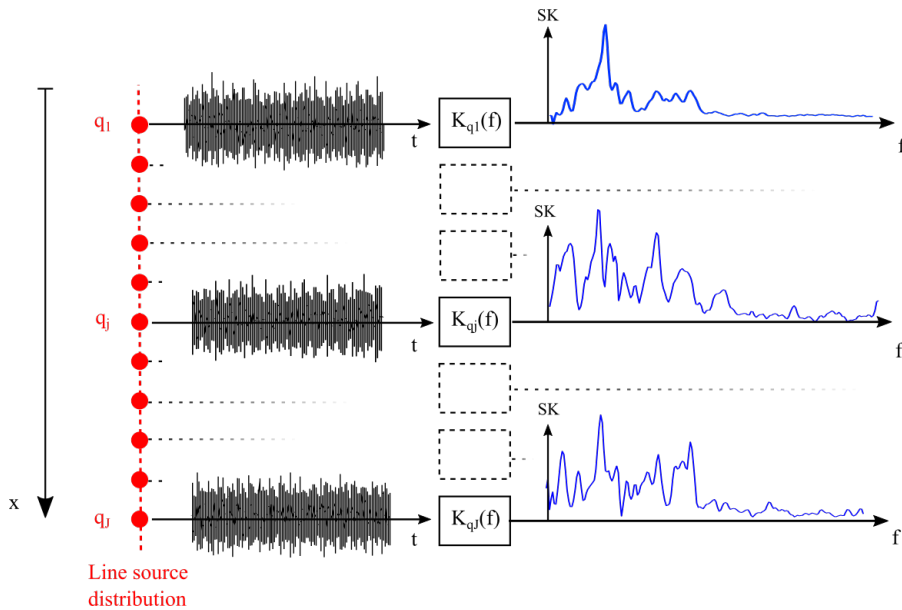 SK
q1
t
Kq1(f)
f
SK
qj
t
Kqj(f)
f
SK
x
qJ
t
KqJ(f)
f
Line source
distribution